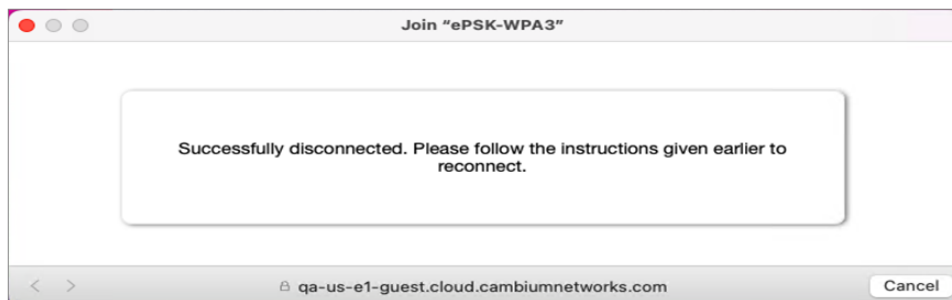 Join “ePSK-WPA3”
Successfully disconnected. Please follow the instructions given earlier to
reconnect.
qa-us-e1-guest.cloud.cambiumnetworks.com
Cancel